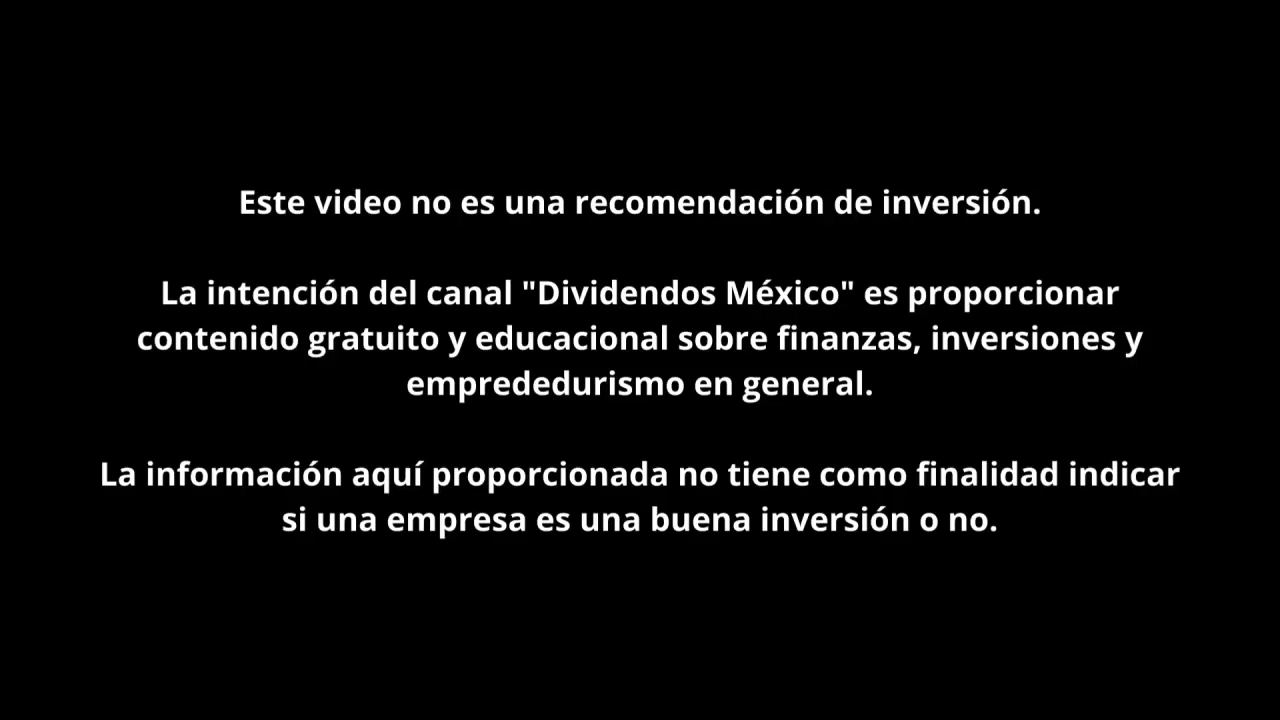 Este video no es una recomendación de inversión.
La intención del canal "Dividendos México" es proporcionar
contenido gratuito y educacional sobre finanzas, inversiones y
emprededurismo en general.
La información aquí proporcionada no tiene como finalidad indicar
si una empresa es una buena inversión o no.